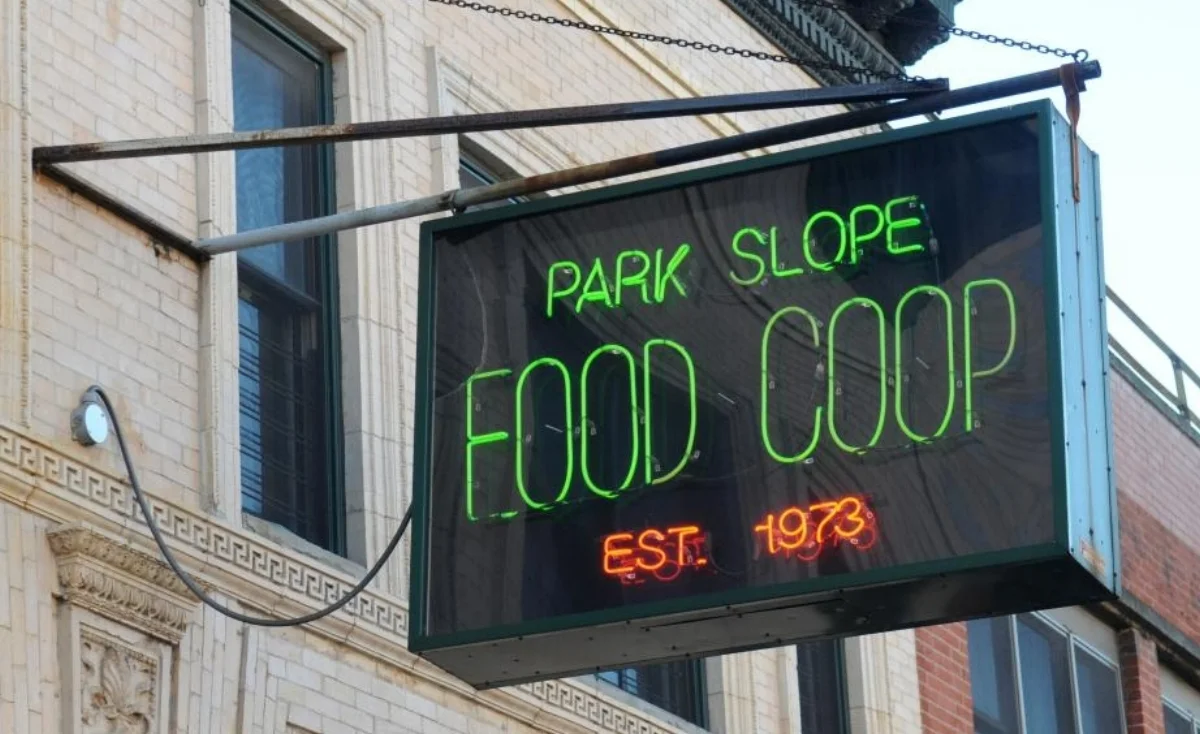 PARK SLOPE
FOOD COOP
EST. 1973